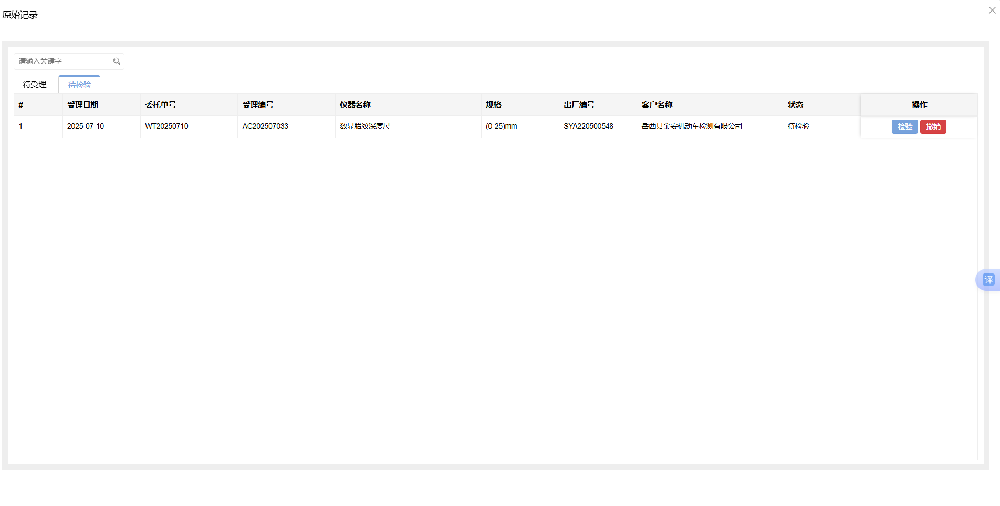 原始记录
请输入关键字
待受理 待检验
# 受理日期 委托单号 受理编号 仪器名称 规格 出厂编号 客户名称 状态 操作
1 2025-07-10 WT20250710 AC202507033 数显胎纹深度尺 (0-25)mm SYA220500548 岳西县金安机动车检测有限公司 待检验 检验 撤销
译